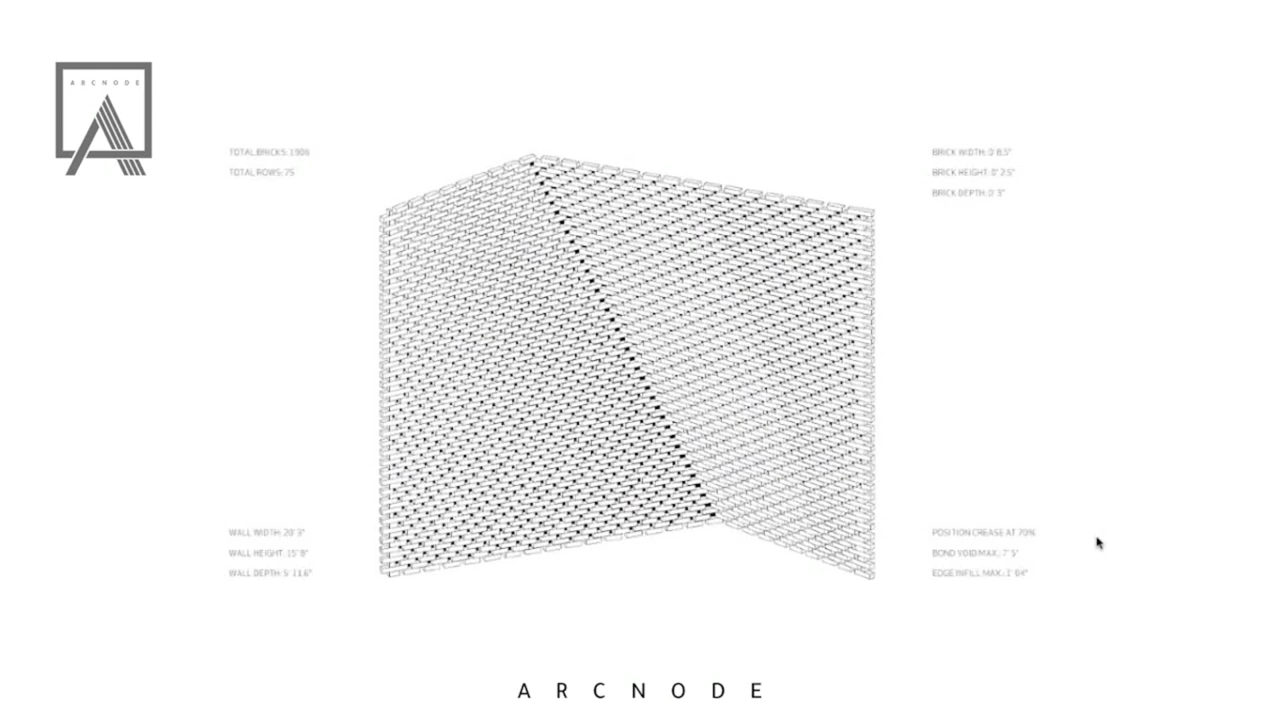 ARCNODE
TOTAL BRICKS: 1908
TOTAL ROWS: 75
BRICK WIDTH: 0' 8.5"
BRICK HEIGHT: 0' 2.5"
BRICK DEPTH: 0' 3"
WALL WIDTH: 20' 3"
WALL HEIGHT: 15' 8"
WALL DEPTH: 5' 11.6"
POSITION CREASE AT 70%
BOND VOID MAX.: 7' 5"
EDGE INFILL MAX.: 1' 04"
ARCNODE